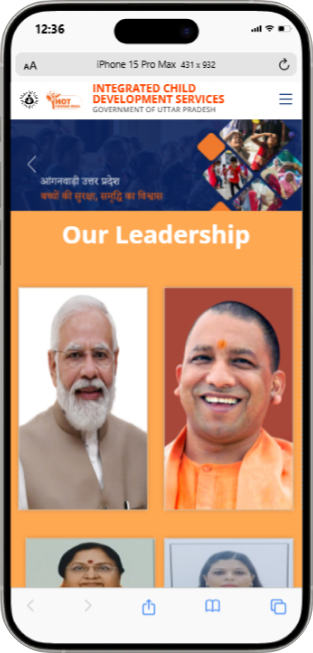 12:36
AA
iPhone 15 Pro Max 431 x 932
HOT
INTEGRATED CHILD
DEVELOPMENT SERVICES
GOVERNMENT OF UTTAR PRADESH
आंगनवाड़ी उत्तर प्रदेश
बच्चों की सुरक्षा, समृद्धि का विश्वास
Our Leadership